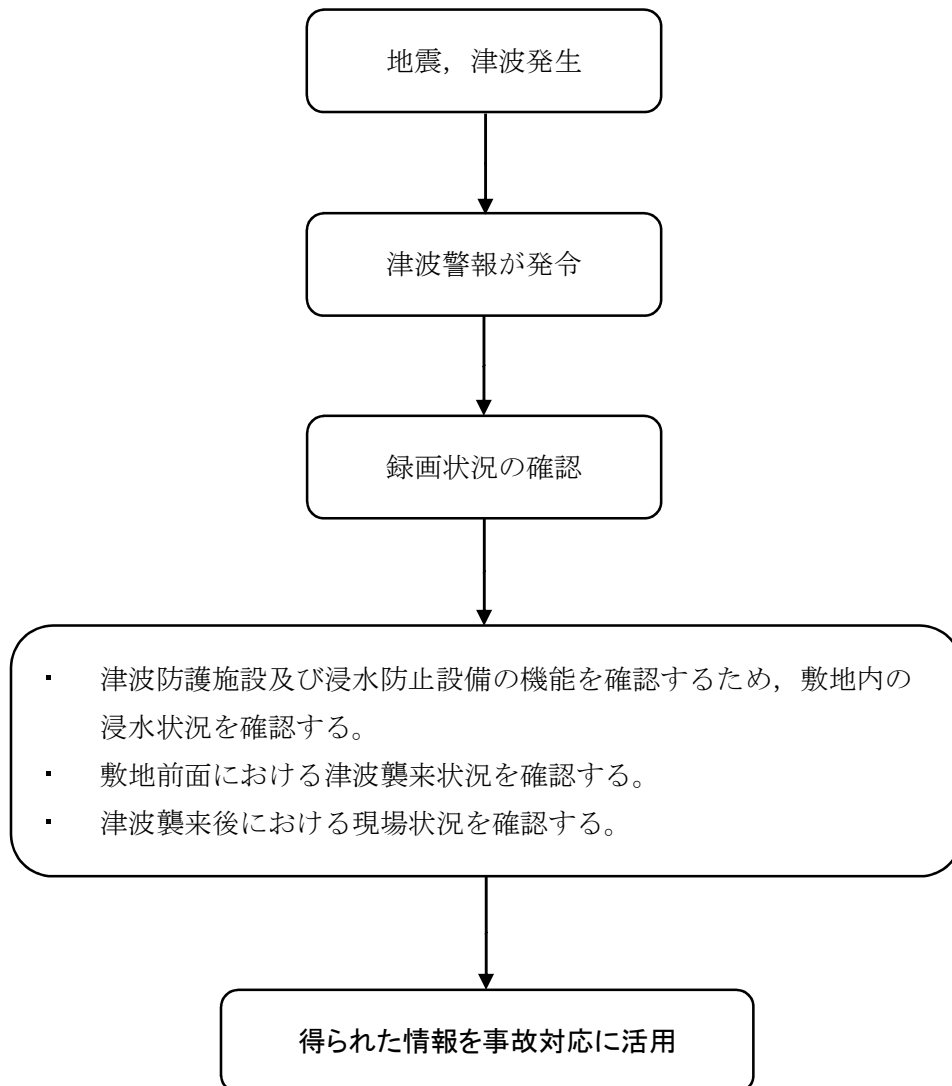 地震，津波発生
津波警報が発令
録画状況の確認
・ 津波防護施設及び浸水防止設備の機能を確認するため，敷地内の
浸水状況を確認する。
・ 敷地前面における津波襲来状況を確認する。
・ 津波襲来後における現場状況を確認する。
得られた情報を事故対応に活用